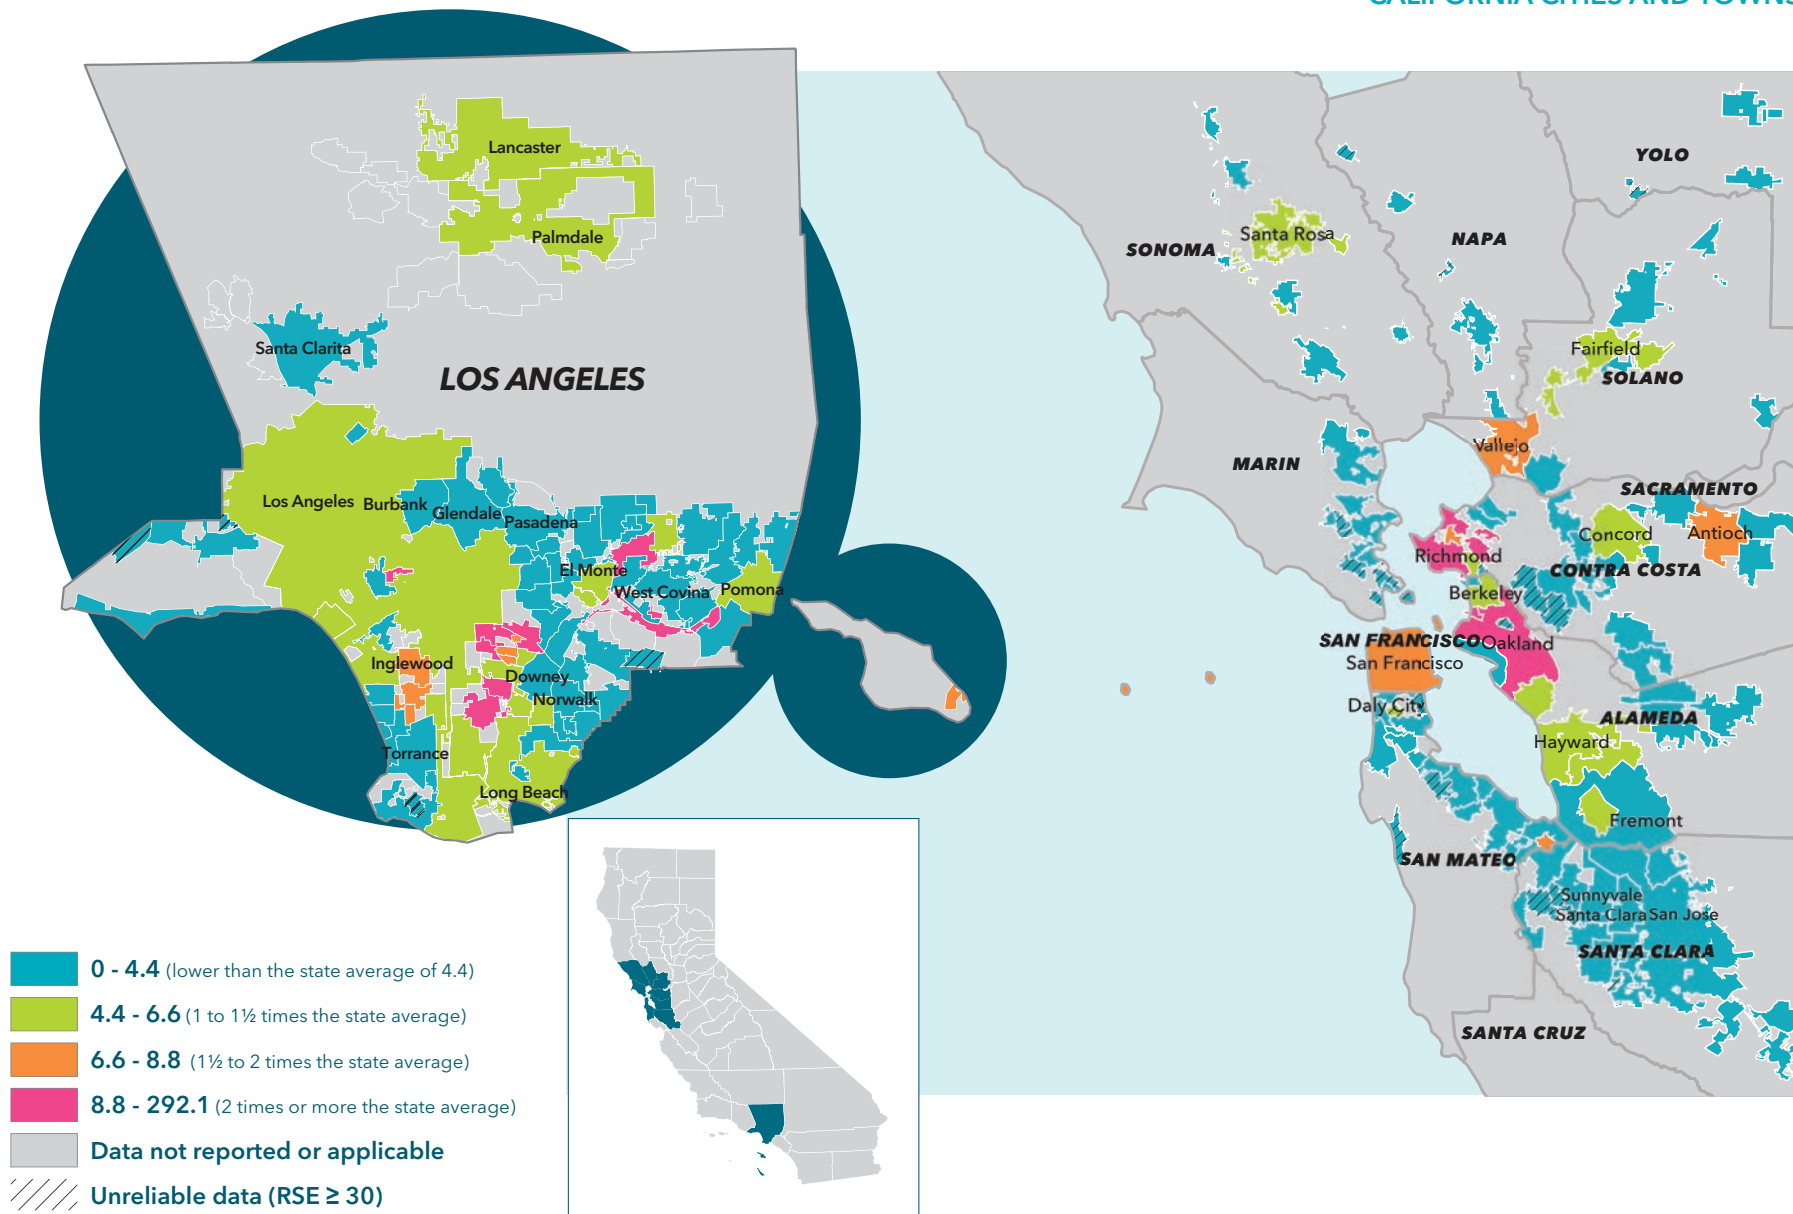 CALIFORNIA CITIES AND TOWNS
Lancaster
Palmdale
Santa Clarita
LOS ANGELES
Los Angeles
Burbank
Glendale
Pasadena
El Monte
West Covina
Pomona
Inglewood
Downey
Norwalk
Torrance
Long Beach
YOLO
Santa Rosa
SONOMA
NAPA
Fairfield
SOLANO
Vallejo
MARIN
SACRAMENTO
Concord
Antioch
Richmond
CONTRA COSTA
Berkeley
SAN FRANCISCO
Oakland
San Francisco
Daly City
ALAMEDA
Hayward
Fremont
SAN MATEO
Sunnyvale
Santa Clara
San Jose
SANTA CLARA
SANTA CRUZ
0 - 4.4 (lower than the state average of 4.4)
4.4 - 6.6 (1 to 1½ times the state average)
6.6 - 8.8 (1½ to 2 times the state average)
8.8 - 292.1 (2 times or more the state average)
Data not reported or applicable
Unreliable data (RSE ≥ 30)